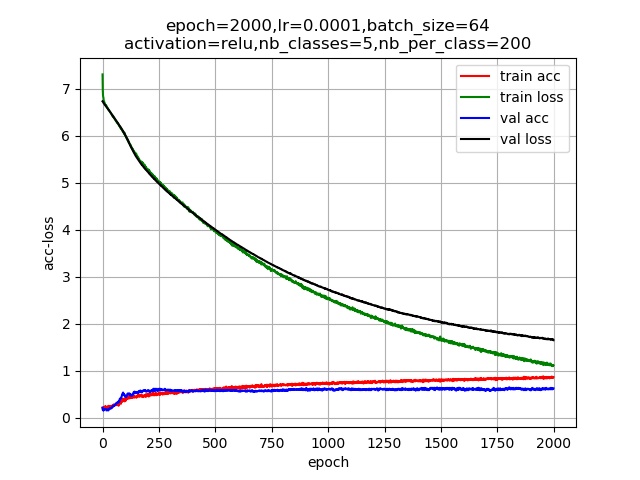 epoch=2000,lr=0.0001,batch_size=64
activation=relu,nb_classes=5,nb_per_class=200
train acc
train loss
val acc
val loss
7
6
5
4
3
2
1
0
acc-loss
0 250 500 750 1000 1250 1500 1750 2000
epoch